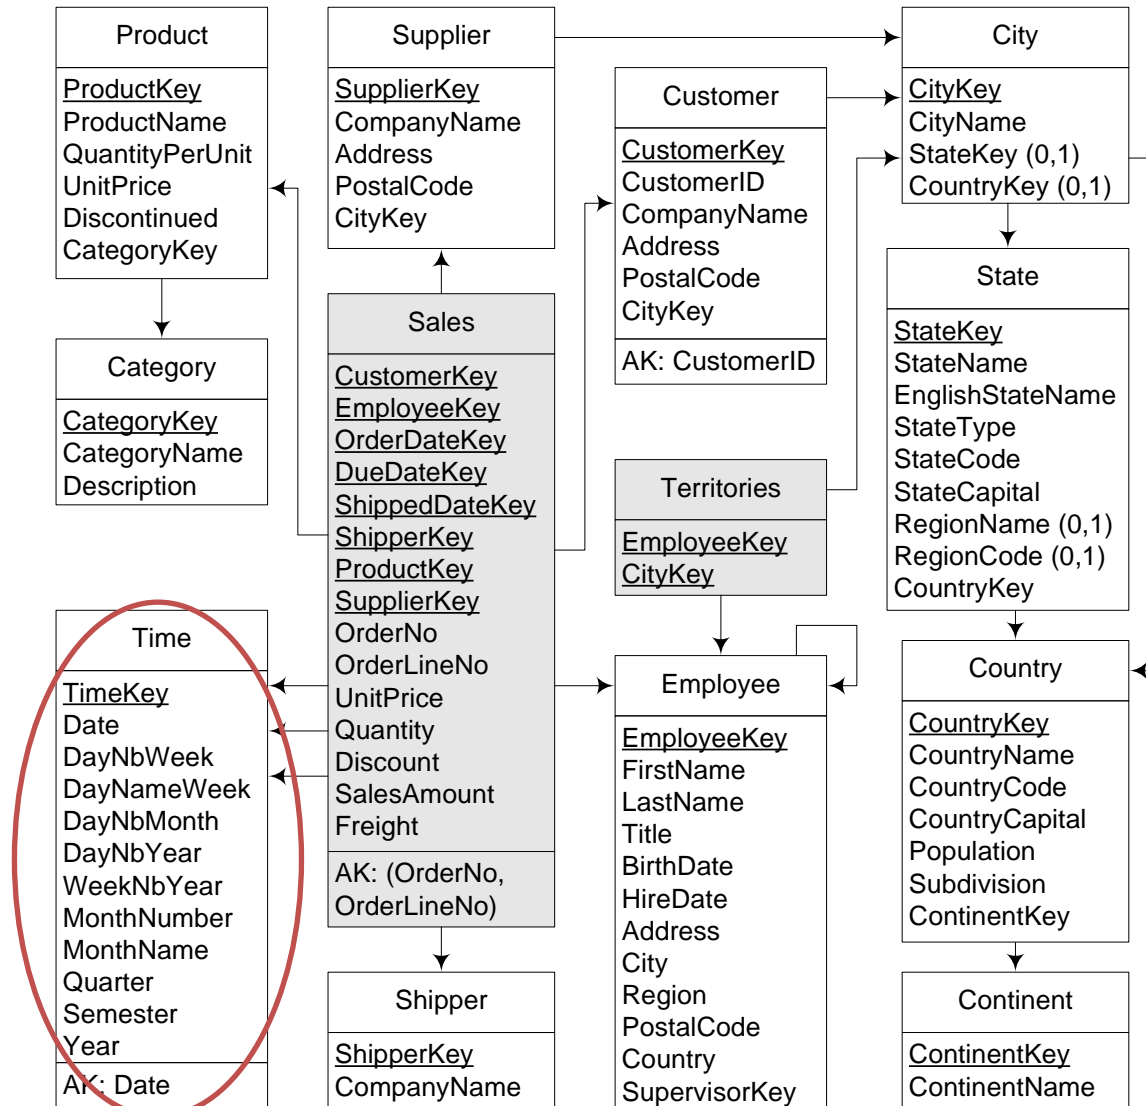 Product
ProductKey
ProductName
QuantityPerUnit
UnitPrice
Discontinued
CategoryKey
Supplier
SupplierKey
CompanyName
Address
PostalCode
CityKey
Customer
CustomerKey
CustomerID
CompanyName
Address
PostalCode
CityKey
AK: CustomerID
City
CityKey
CityName
StateKey (0,1)
CountryKey (0,1)
State
StateKey
StateName
EnglishStateName
StateType
StateCode
StateCapital
RegionName (0,1)
RegionCode (0,1)
CountryKey
Category
CategoryKey
CategoryName
Description
Sales
CustomerKey
EmployeeKey
OrderDateKey
DueDateKey
ShippedDateKey
ShipperKey
ProductKey
SupplierKey
OrderNo
OrderLineNo
UnitPrice
Quantity
Discount
SalesAmount
Freight
AK: (OrderNo,
OrderLineNo)
Territories
EmployeeKey
CityKey
Time
TimeKey
Date
DayNbWeek
DayNameWeek
DayNbMonth
DayNbYear
WeekNbYear
MonthNumber
MonthName
Quarter
Semester
Year
AK: Date
Employee
EmployeeKey
FirstName
LastName
Title
BirthDate
HireDate
Address
City
Region
PostalCode
Country
SupervisorKey
Country
CountryKey
CountryName
CountryCode
CountryCapital
Population
Subdivision
ContinentKey
Shipper
ShipperKey
CompanyName
Continent
ContinentKey
ContinentName